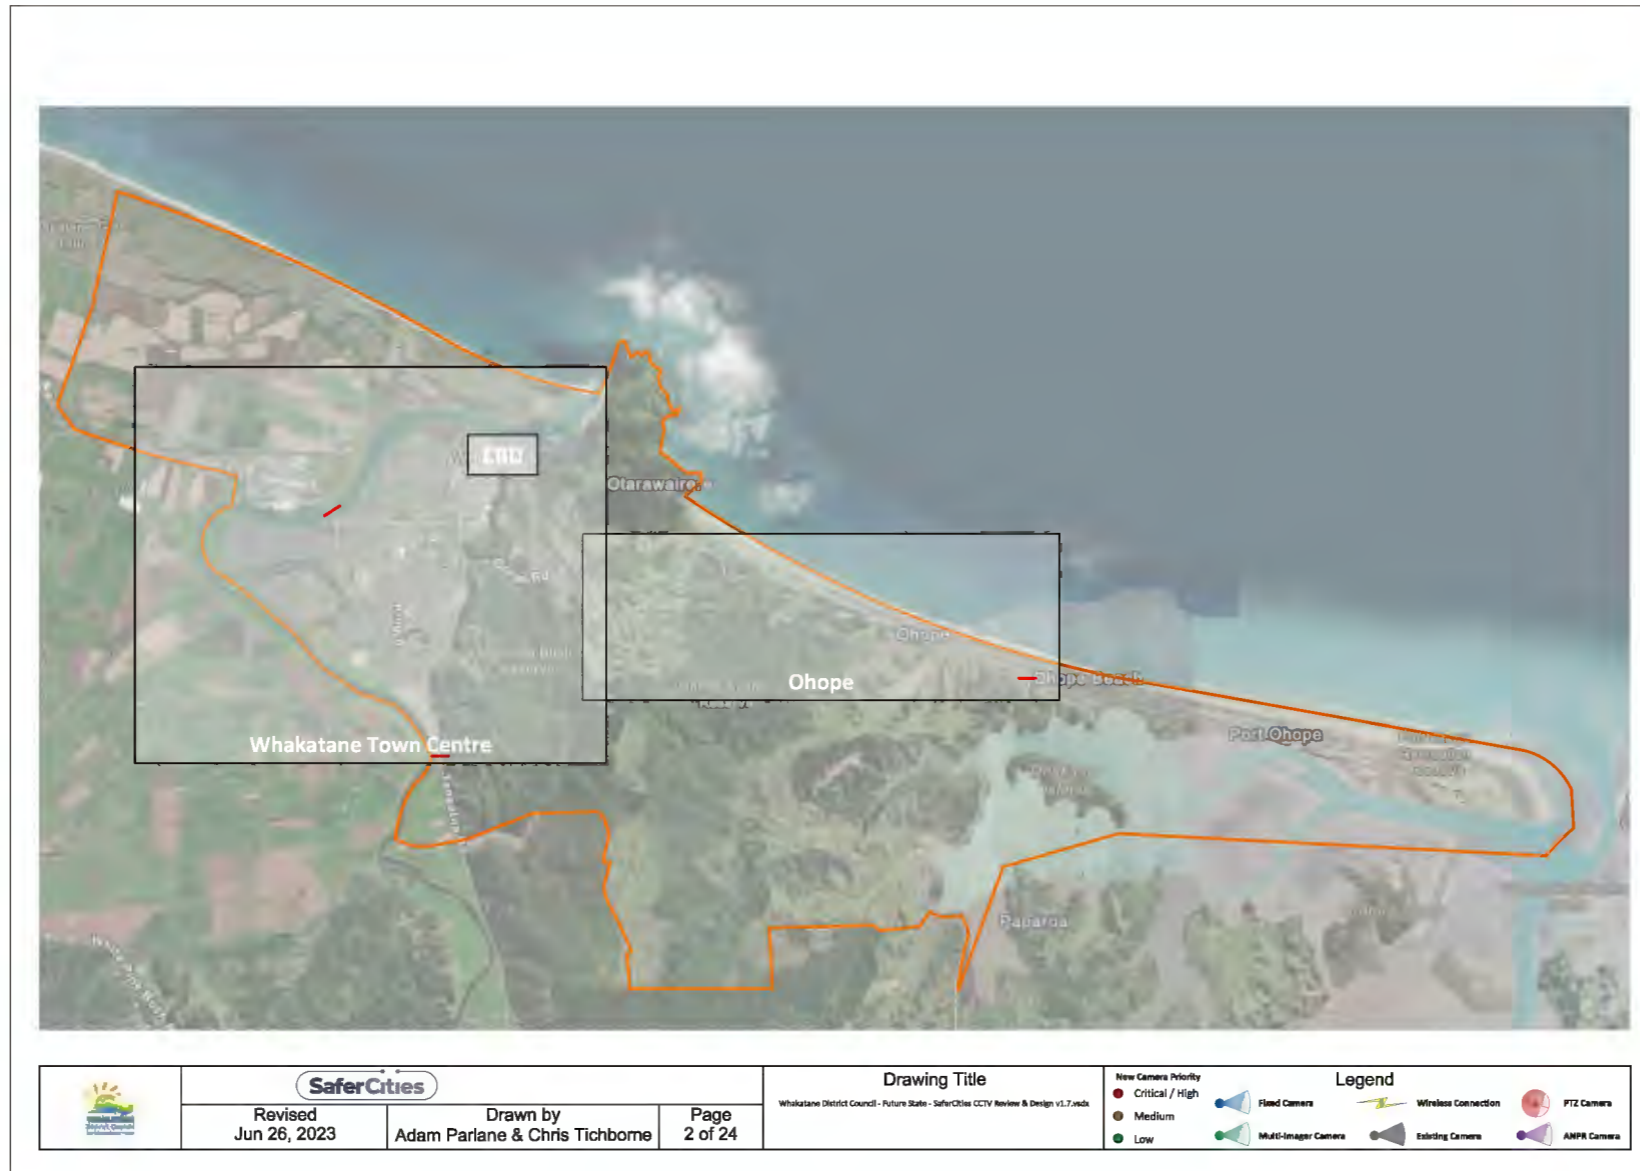 CBD
Otarawaire
Ohope
Ohope
Ohope Beach
Whakatane Town Centre
Port Ohope
Paparoa
SaferCities
Revised
Jun 26, 2023
Drawn by
Adam Parlane & Chris Tichborne
Page
2 of 24
Drawing Title
Whakatane District Council - Future State - SaferCities CCTV Review & Design v1.7.vsdx
New Camera Priority
Critical / High
Medium
Low
Legend
Fixed Camera
Wireless Connection
PTZ Camera
Multi-Imager Camera
Existing Camera
ANPR Camera